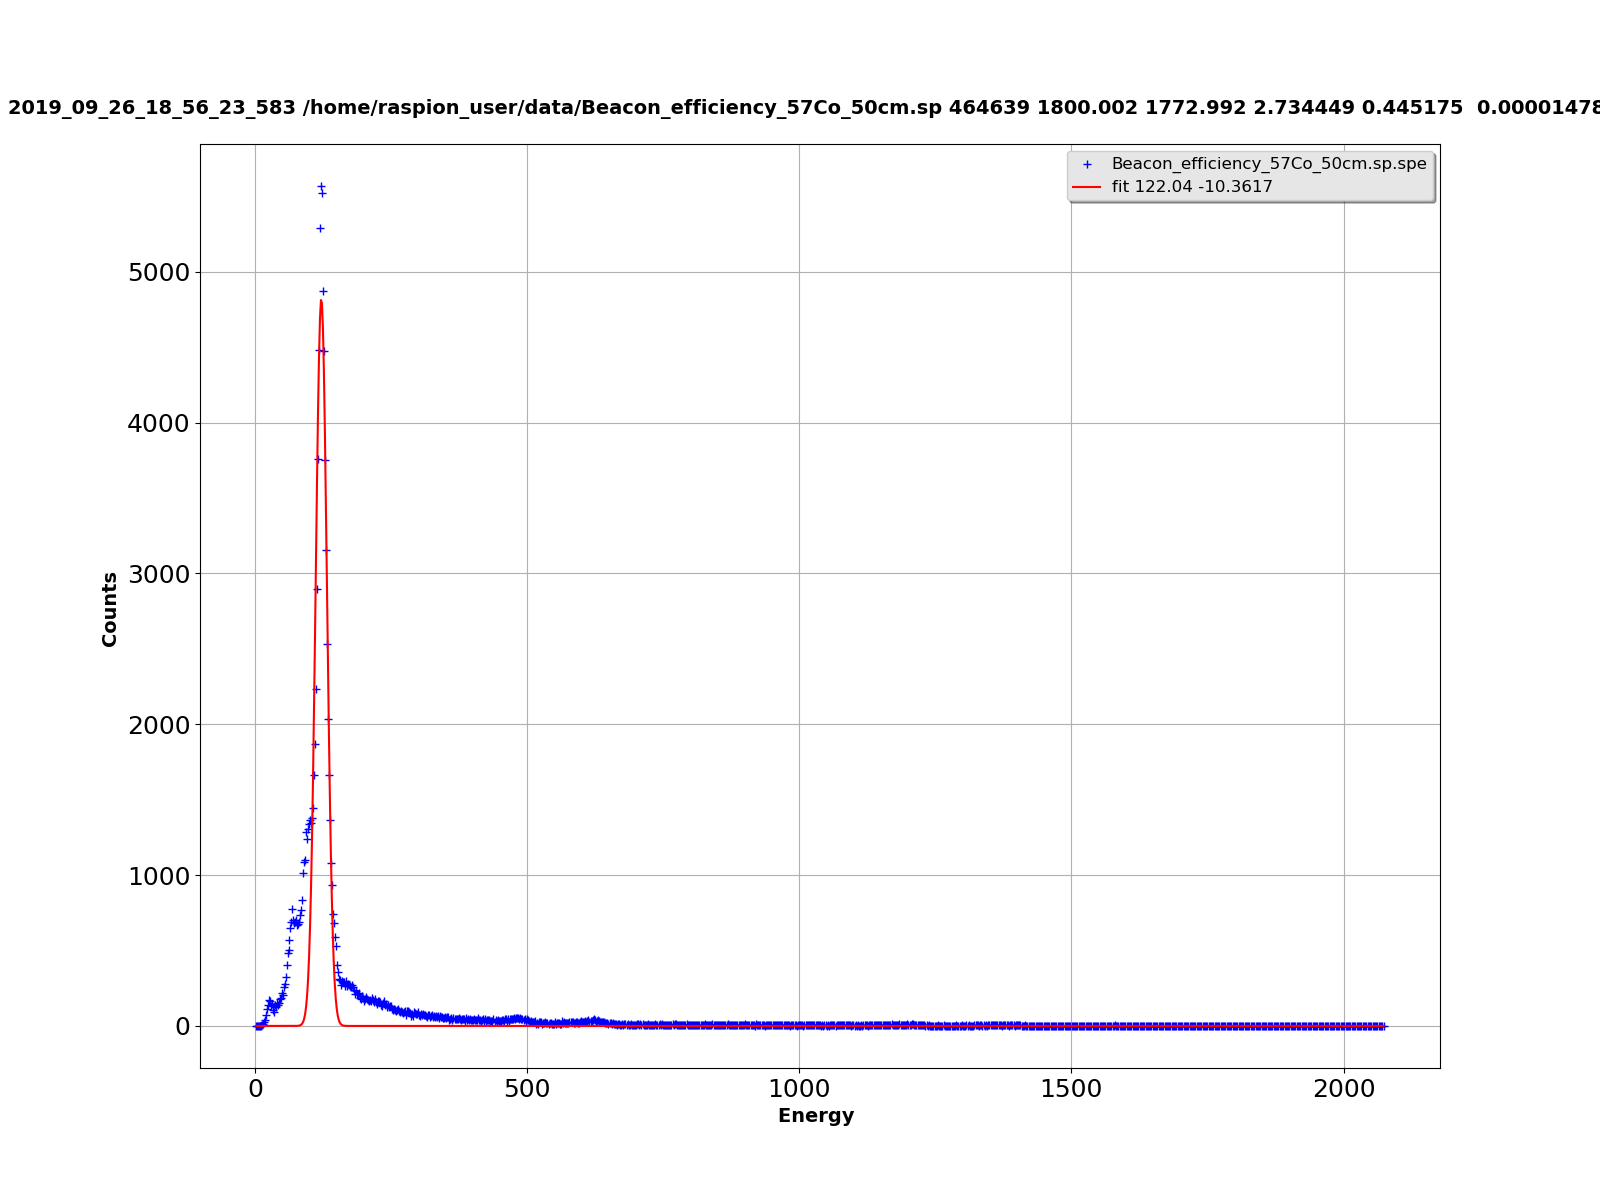 2019_09_26_18_56_23_583 /home/raspion_user/data/Beacon_efficiency_57Co_50cm.sp 464639 1800.002 1772.992 2.734449 0.445175 0.00001478
Beacon_efficiency_57Co_50cm.sp.spe
fit 122.04 -10.3617
5000
4000
3000
2000
1000
0
Counts
0 500 1000 1500 2000
Energy